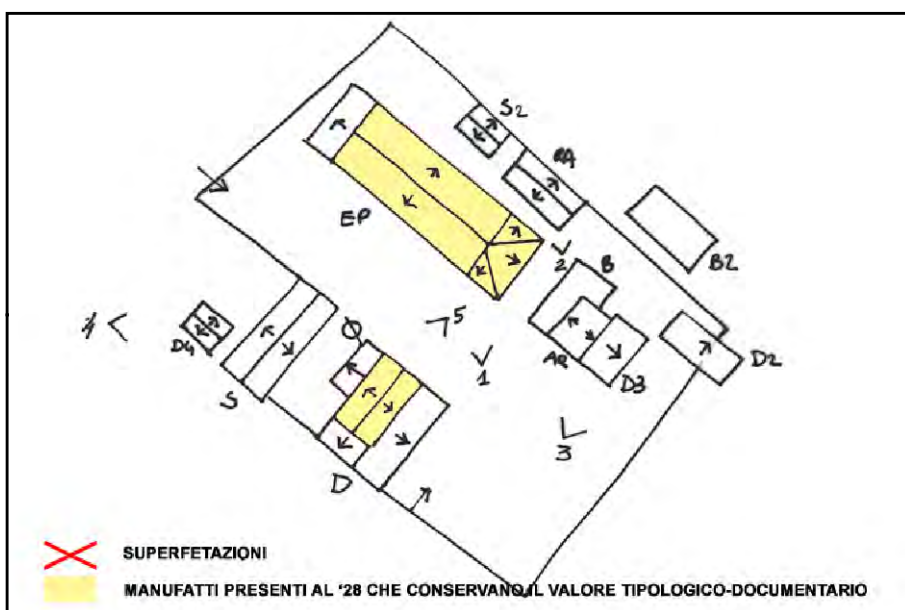 S2
RA
EP
B2
2
B
5
D4
AR
D2
1
D3
S
3
D
SUPERFETAZIONI
MANUFATTI PRESENTI AL '28 CHE CONSERVANO IL VALORE TIPOLOGICO-DOCUMENTARIO